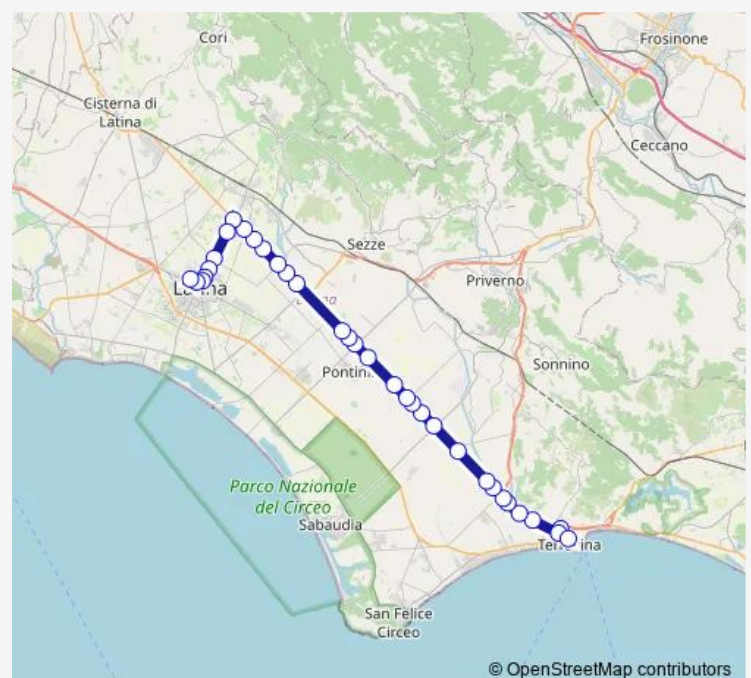 Cori
Frosinone
Cisterna di
Latina
Ceccano
Sezze
Priverno
Sonnino
Parco Nazionale
del Circeo
Sabaudia
San Felice
Circeo
© OpenStreetMap contributors